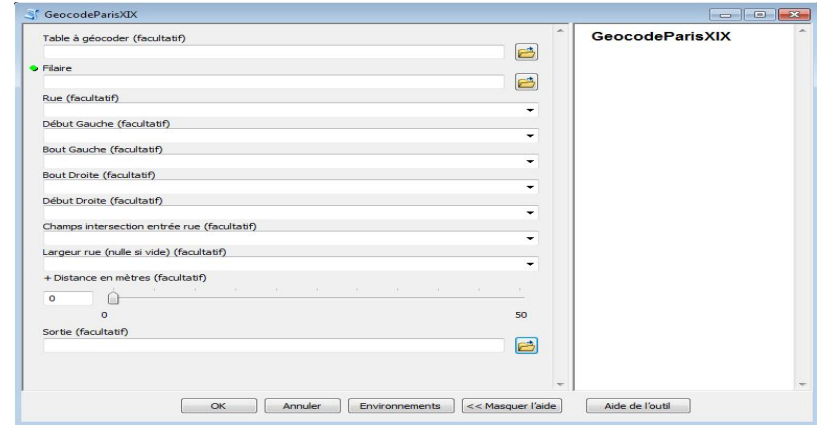 GeocodeParisXIX
Table à géocoder (facultatif)
GeocodeParisXIX
Filaire
Rue (facultatif)
Début Gauche (facultatif)
Bout Gauche (facultatif)
Bout Droite (facultatif)
Début Droite (facultatif)
Champs intersection entrée rue (facultatif)
Largeur rue (nulle si vide) (facultatif)
+ Distance en mètres (facultatif)
0
0 50
Sortie (facultatif)
OK Annuler Environnements << Masquer l'aide Aide de l'outil